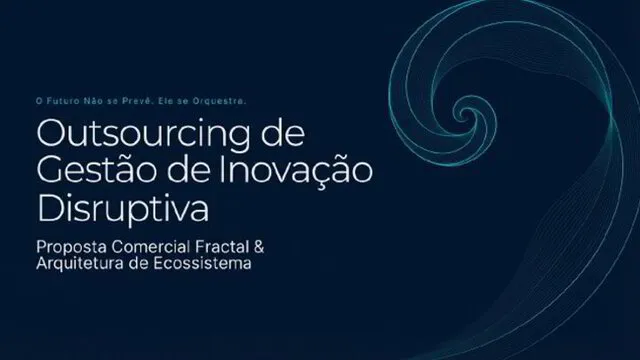 O Futuro Não se Prevê. Ele se Orquestra.
Outsourcing de
Gestão de Inovação
Disruptiva
Proposta Comercial Fractal &
Arquitetura de Ecossistema